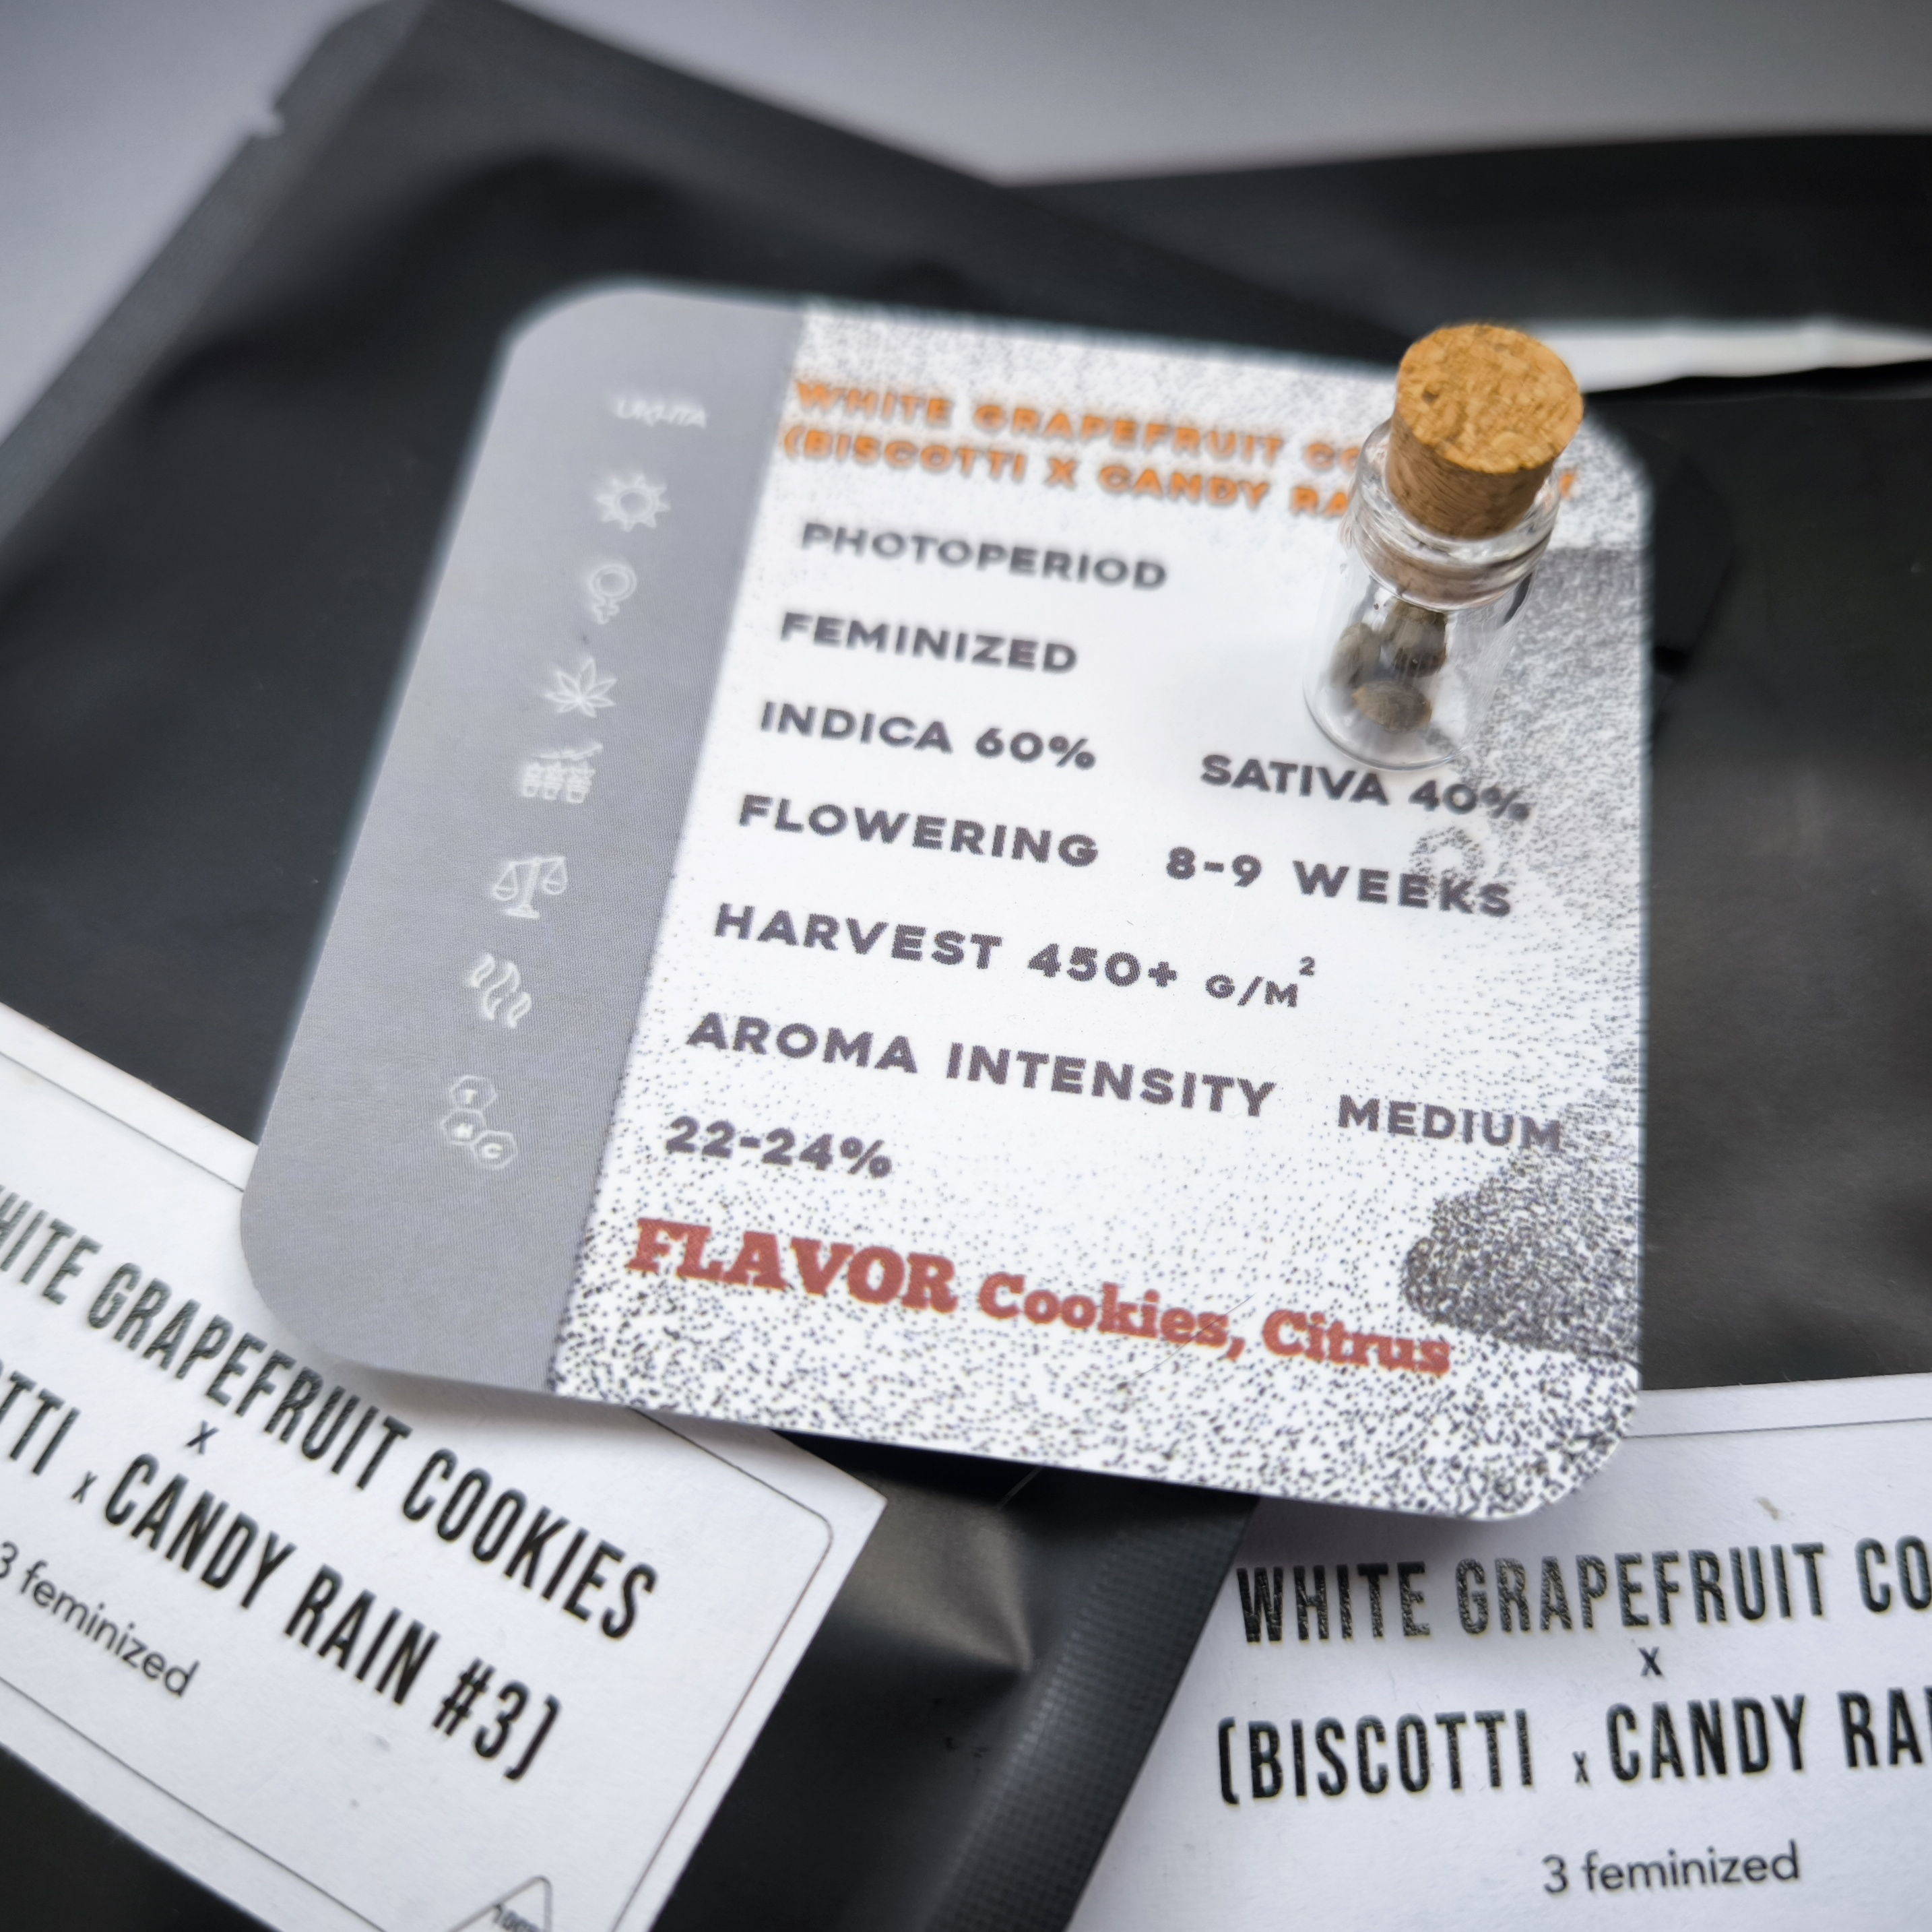 WHITE GRAPEFRUIT CO
(BISCOTTI X CANDY RA
PHOTOPERIOD
FEMINIZED
INDICA 60% SATIVA 40%
FLOWERING 8-9 WEEKS
HARVEST 450+ G/M²
AROMA INTENSITY MEDIUM
22-24%
FLAVOR Cookies, Citrus
T
H
C
HITE GRAPEFRUIT COOKIES
x
OTTI x CANDY RAIN #3)
3 feminized
WHITE GRAPEFRUIT CO
x
(BISCOTTI x CANDY RAI
3 feminized